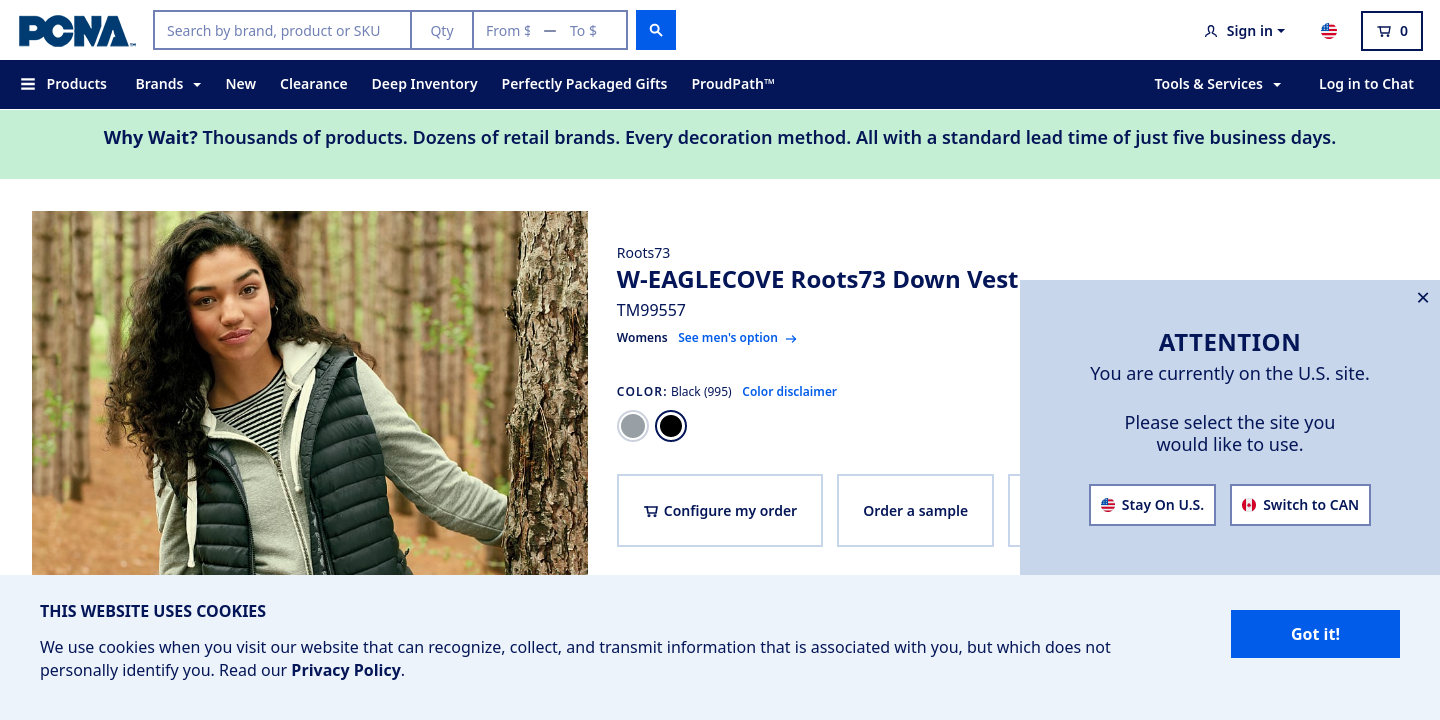 PCNA™
Search by brand, product or SKU
Qty
From $ — To $
Sign in
0
Products
Brands
New
Clearance
Deep Inventory
Perfectly Packaged Gifts
ProudPath™
Tools & Services
Log in to Chat
Why Wait? Thousands of products. Dozens of retail brands. Every decoration method. All with a standard lead time of just five business days.
Roots73
W-EAGLECOVE Roots73 Down Vest
TM99557
Womens See men's option →
COLOR: Black (995) Color disclaimer
Configure my order
Order a sample
ATTENTION
You are currently on the U.S. site.
Please select the site you
would like to use.
Stay On U.S.
Switch to CAN
THIS WEBSITE USES COOKIES
We use cookies when you visit our website that can recognize, collect, and transmit information that is associated with you, but which does not
personally identify you. Read our Privacy Policy.
Got it!